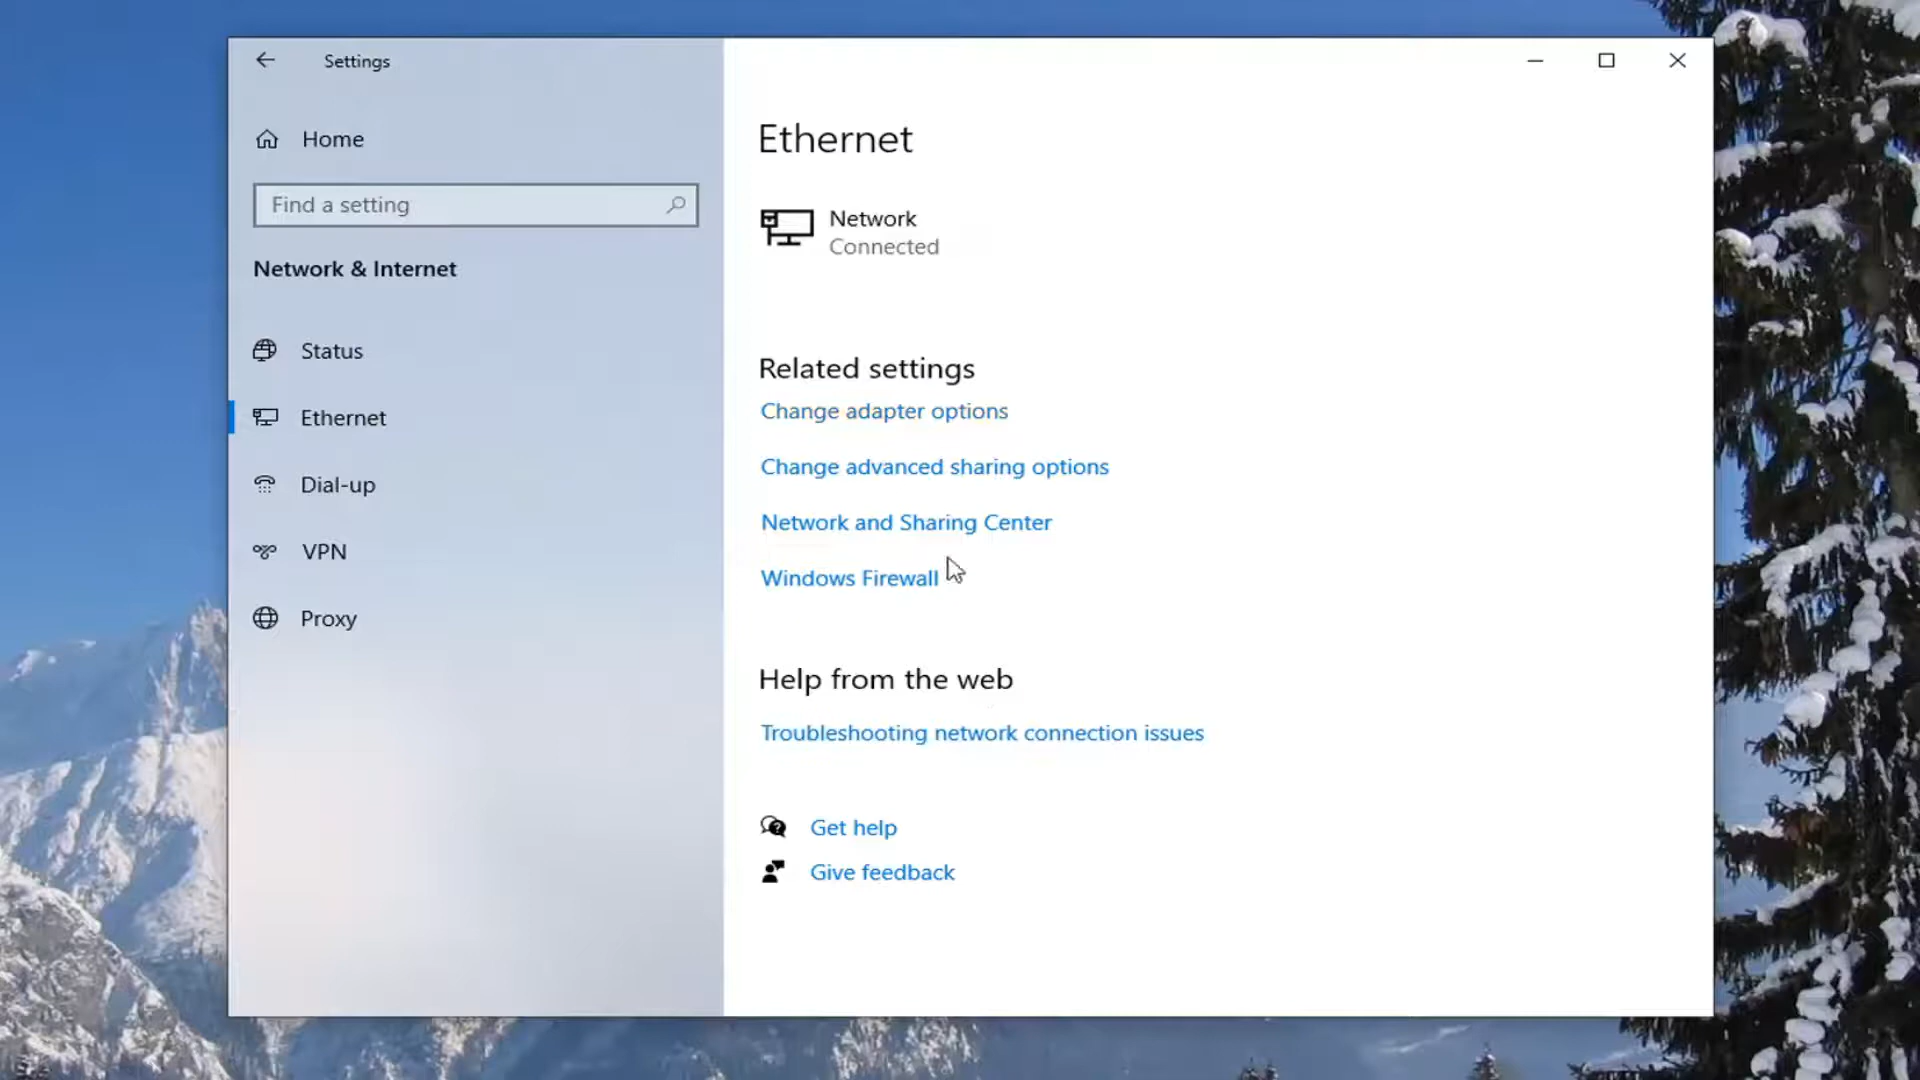 Settings
Home
Find a setting
Network & Internet
Status
Ethernet
Dial-up
VPN
Proxy
Ethernet
Network
Connected
Related settings
Change adapter options
Change advanced sharing options
Network and Sharing Center
Windows Firewall
Help from the web
Troubleshooting network connection issues
Get help
Give feedback